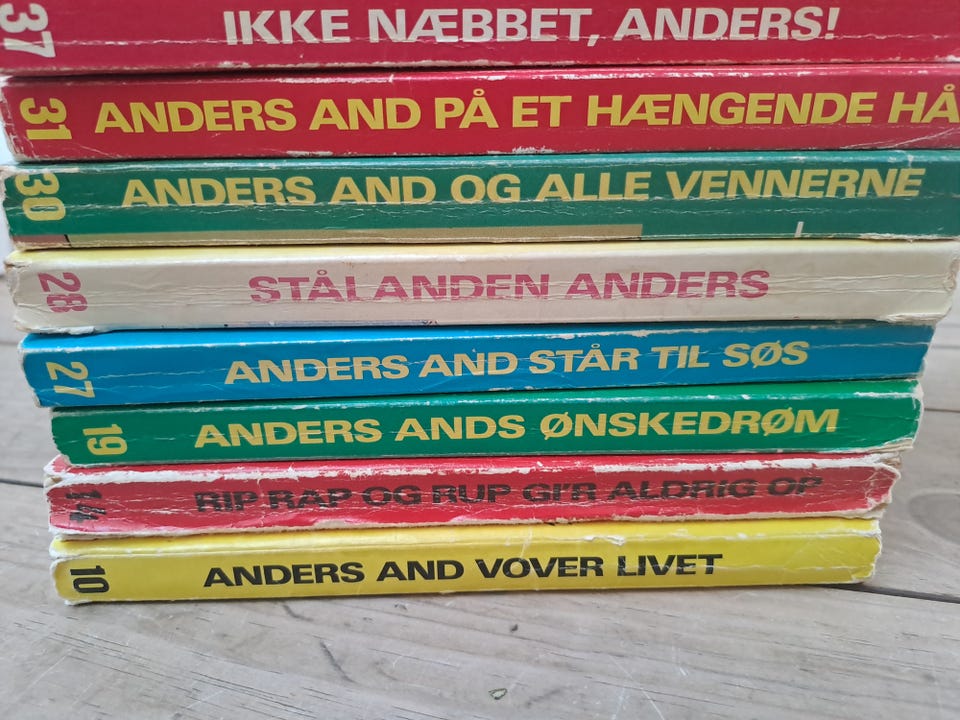 37 IKKE NÆBBET, ANDERS!
31 ANDERS AND PÅ ET HÆNGENDE HÅ
30 ANDERS AND OG ALLE VENNERNE
28 STÅLANDEN ANDERS
27 ANDERS AND STÅR TIL SØS
19 ANDERS ANDS ØNSKEDRØM
14 RIP, RAP OG RUP GI'R ALDRIG OP
10 ANDERS AND VOVER LIVET